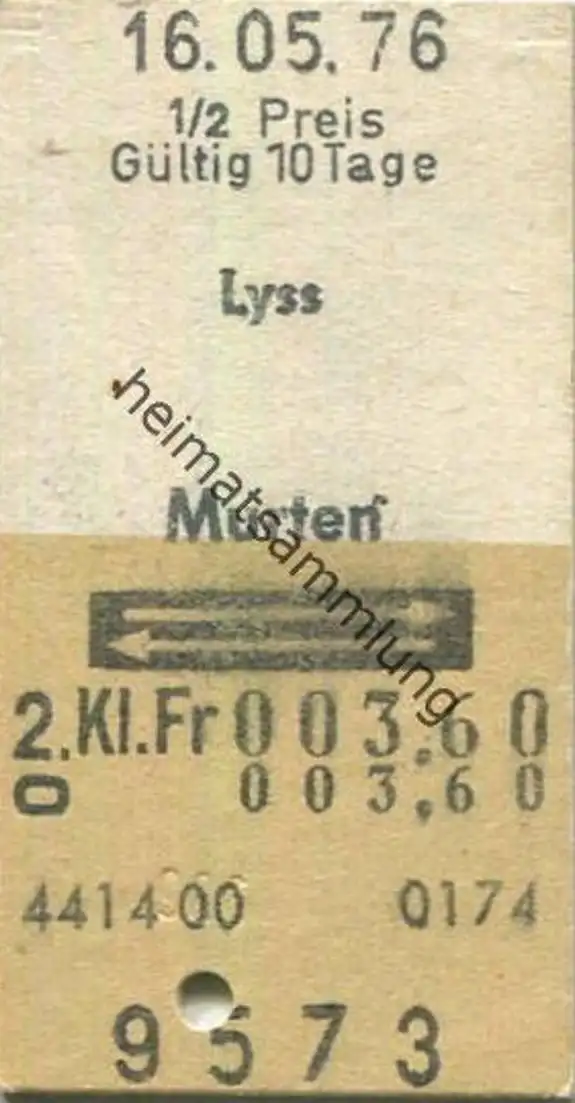 16.05.76
1/2 Preis
Gültig 10 Tage
Lyss
heimatsammlung
Murten
2.Kl.Fr 003.60
0 003.60
441400 0174
9573